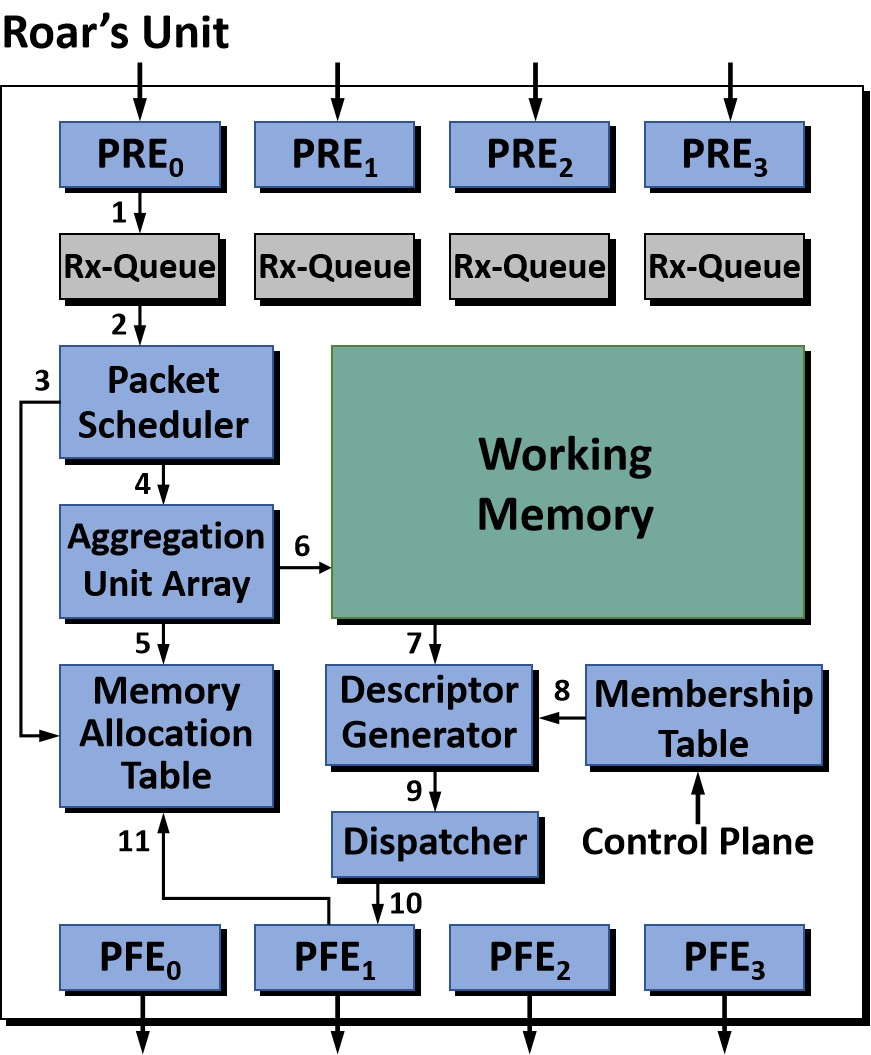 Roar’s Unit
PRE0 PRE1 PRE2 PRE3
1
Rx-Queue Rx-Queue Rx-Queue Rx-Queue
2
3
Packet
Scheduler
Working
Memory
4
Aggregation
Unit Array
6
5
7
Memory
Allocation
Table
Descriptor
Generator
8
Membership
Table
9
11
Dispatcher
Control Plane
10
PFE0 PFE1 PFE2 PFE3